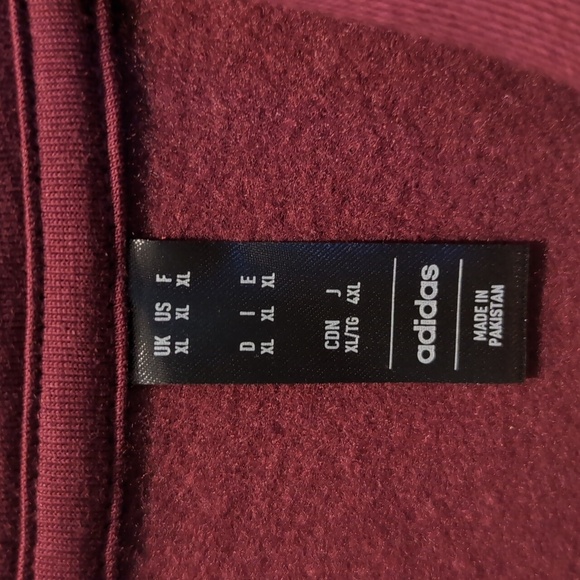 UK US F
XL XL XL
D I E
XL XL XL
CDN J
XL/TG 4XL
adidas
MADE IN
PAKISTAN